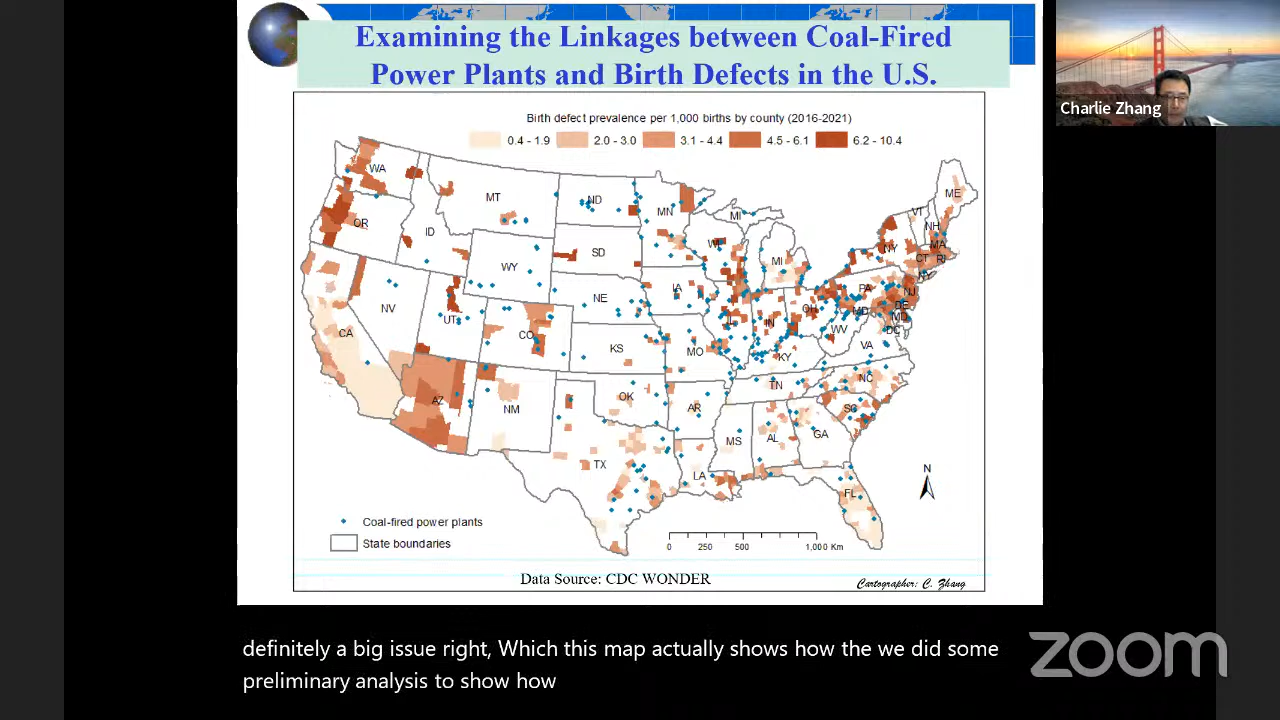 Examining the Linkages between Coal-Fired
Power Plants and Birth Defects in the U.S.
Charlie Zhang
Birth defect prevalence per 1,000 births by county (2016-2021)
0.4 - 1.9 2.0 - 3.0 3.1 - 4.4 4.5 - 6.1 6.2 - 10.4
WA
MT
ND
MN
MI
ME
VT
NH
OR
ID
SD
WI
MI
NY
MA
CT RI
NY
WY
IA
PA
NJ
NV
NE
OH
DE
MD
MD
UT
IL
IN
WV
DC
CA
CO
KS
MO
KY
VA
TN
NC
AZ
NM
OK
AR
SC
MS
AL
GA
TX
LA
FL
N
Coal-fired power plants
State boundaries
0 250 500 1,000 Km
Data Source: CDC WONDER
Cartographer: C. Zhang
definitely a big issue right, Which this map actually shows how the we did some
preliminary analysis to show how
zoom